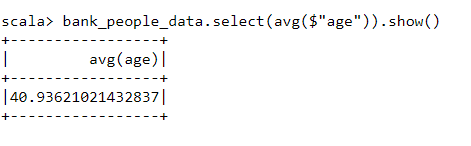 scala> bank_people_data.select(avg($"age")).show()
+-----------------+
|         avg(age)|
+-----------------+
|40.93621021432837|
+-----------------+